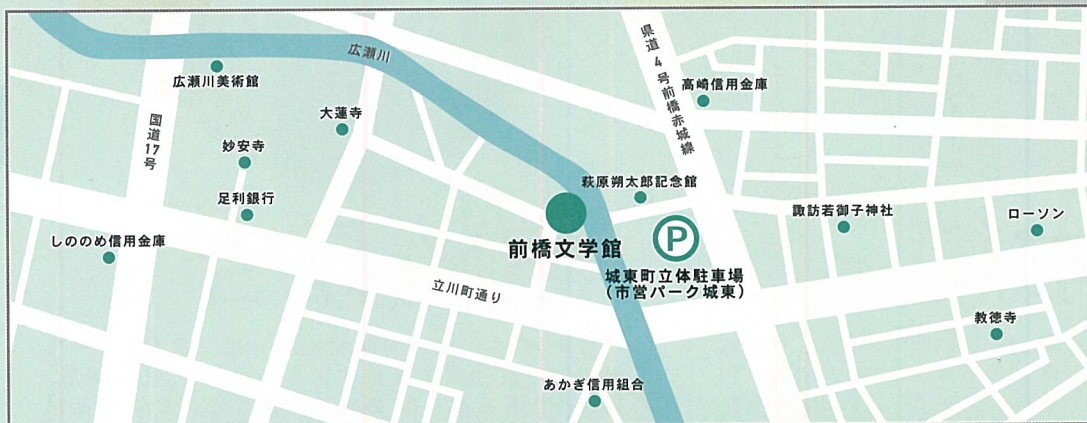 広瀬川
県道4号前橋赤城線
広瀬川美術館
高崎信用金庫
大蓮寺
国道17号
妙安寺
萩原朔太郎記念館
足利銀行
諏訪若御子神社
ローソン
しののめ信用金庫
前橋文学館
P
城東町立体駐車場
(市営パーク城東)
立川町通り
教徳寺
あかぎ信用組合